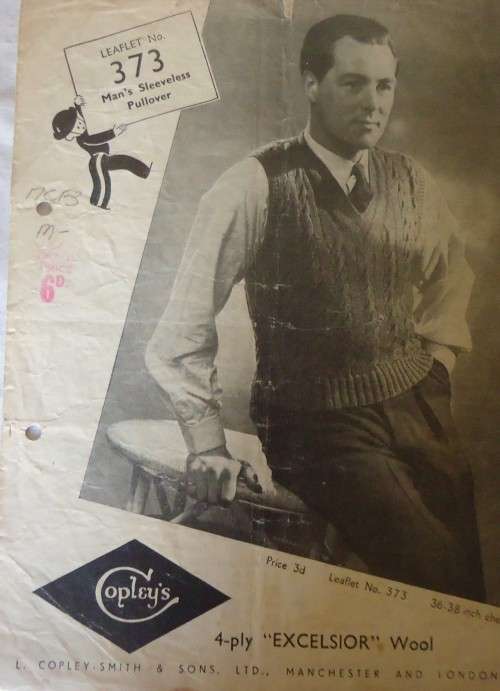 LEAFLET No.
373
Man's Sleeveless
Pullover
M-
PRICE
6D
Price 3d
Leaflet No. 373
36-38 inch
Copley's
4-ply "EXCELSIOR" Wool
L. COPLEY-SMITH & SONS, LTD., MANCHESTER AND LONDON